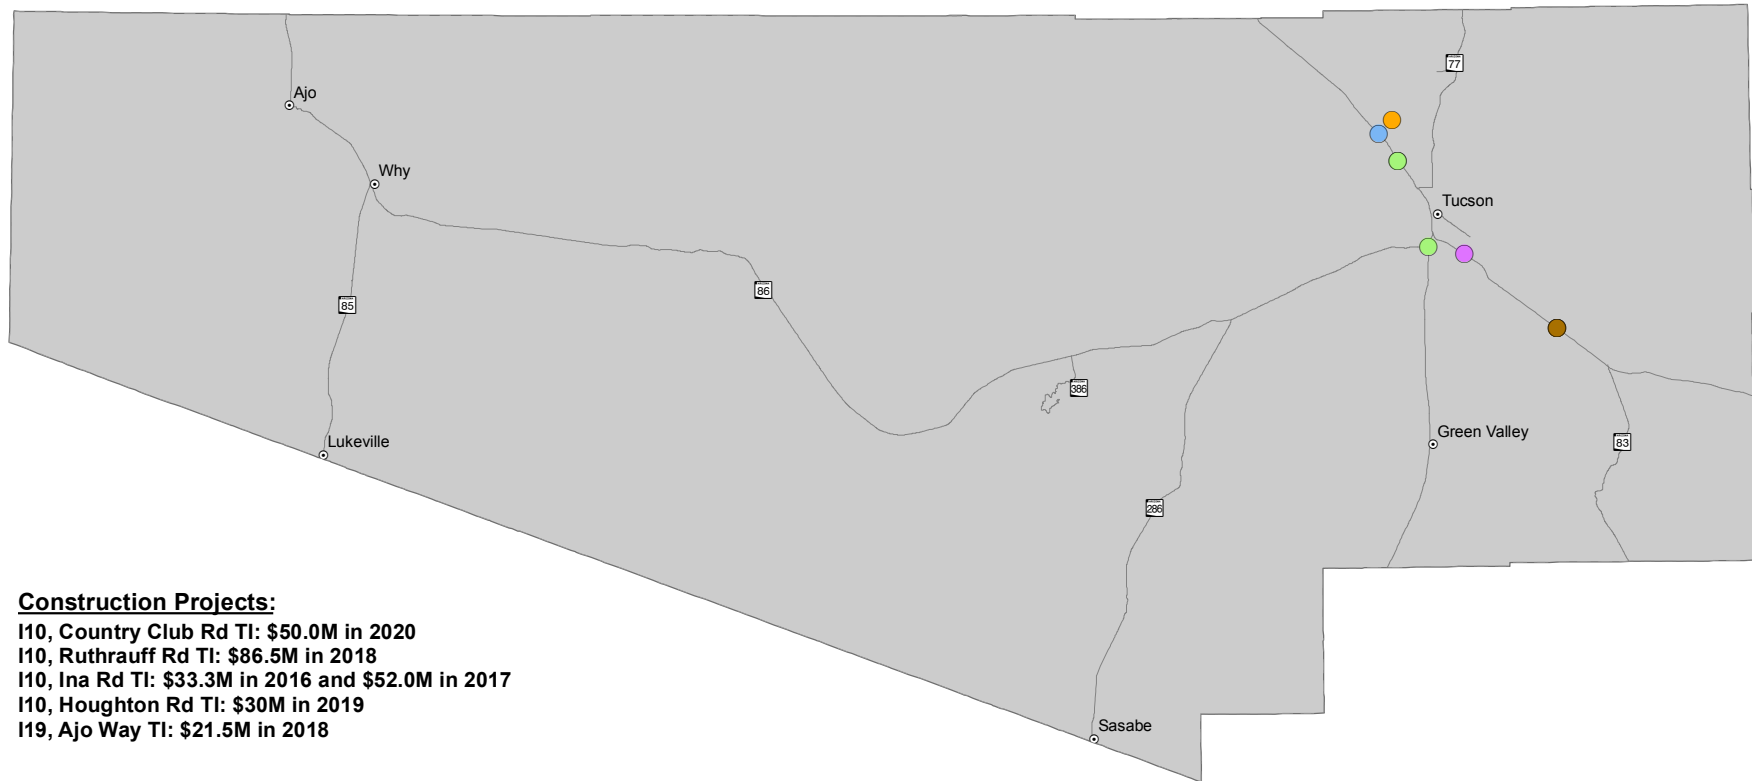 77
Ajo
Why
Tucson
86
85
386
Lukeville
Green Valley
83
286
Sasabe
Construction Projects:
I10, Country Club Rd TI: $50.0M in 2020
I10, Ruthrauff Rd TI: $86.5M in 2018
I10, Ina Rd TI: $33.3M in 2016 and $52.0M in 2017
I10, Houghton Rd TI: $30M in 2019
I19, Ajo Way TI: $21.5M in 2018